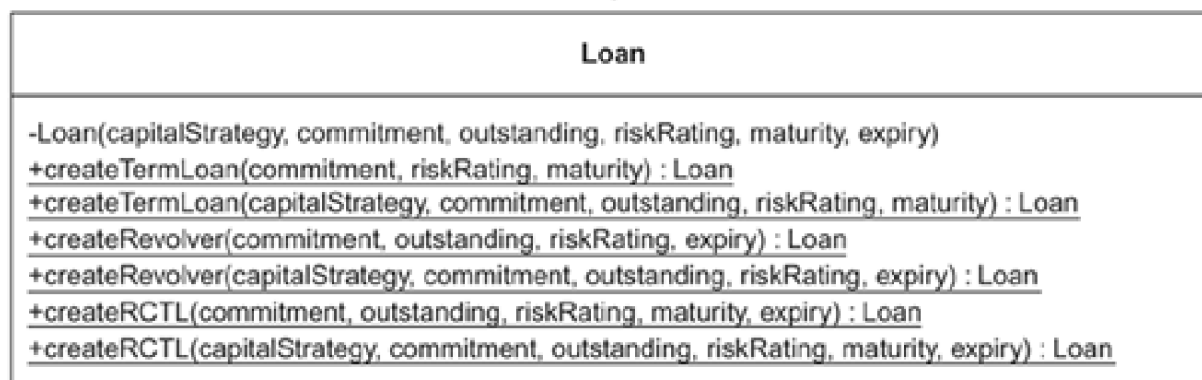 Loan
-Loan(capitalStrategy, commitment, outstanding, riskRating, maturity, expiry)
+createTermLoan(commitment, riskRating, maturity) : Loan
+createTermLoan(capitalStrategy, commitment, outstanding, riskRating, maturity) : Loan
+createRevolver(commitment, outstanding, riskRating, expiry) : Loan
+createRevolver(capitalStrategy, commitment, outstanding, riskRating, expiry) : Loan
+createRCTL(commitment, outstanding, riskRating, maturity, expiry) : Loan
+createRCTL(capitalStrategy, commitment, outstanding, riskRating, maturity, expiry) : Loan